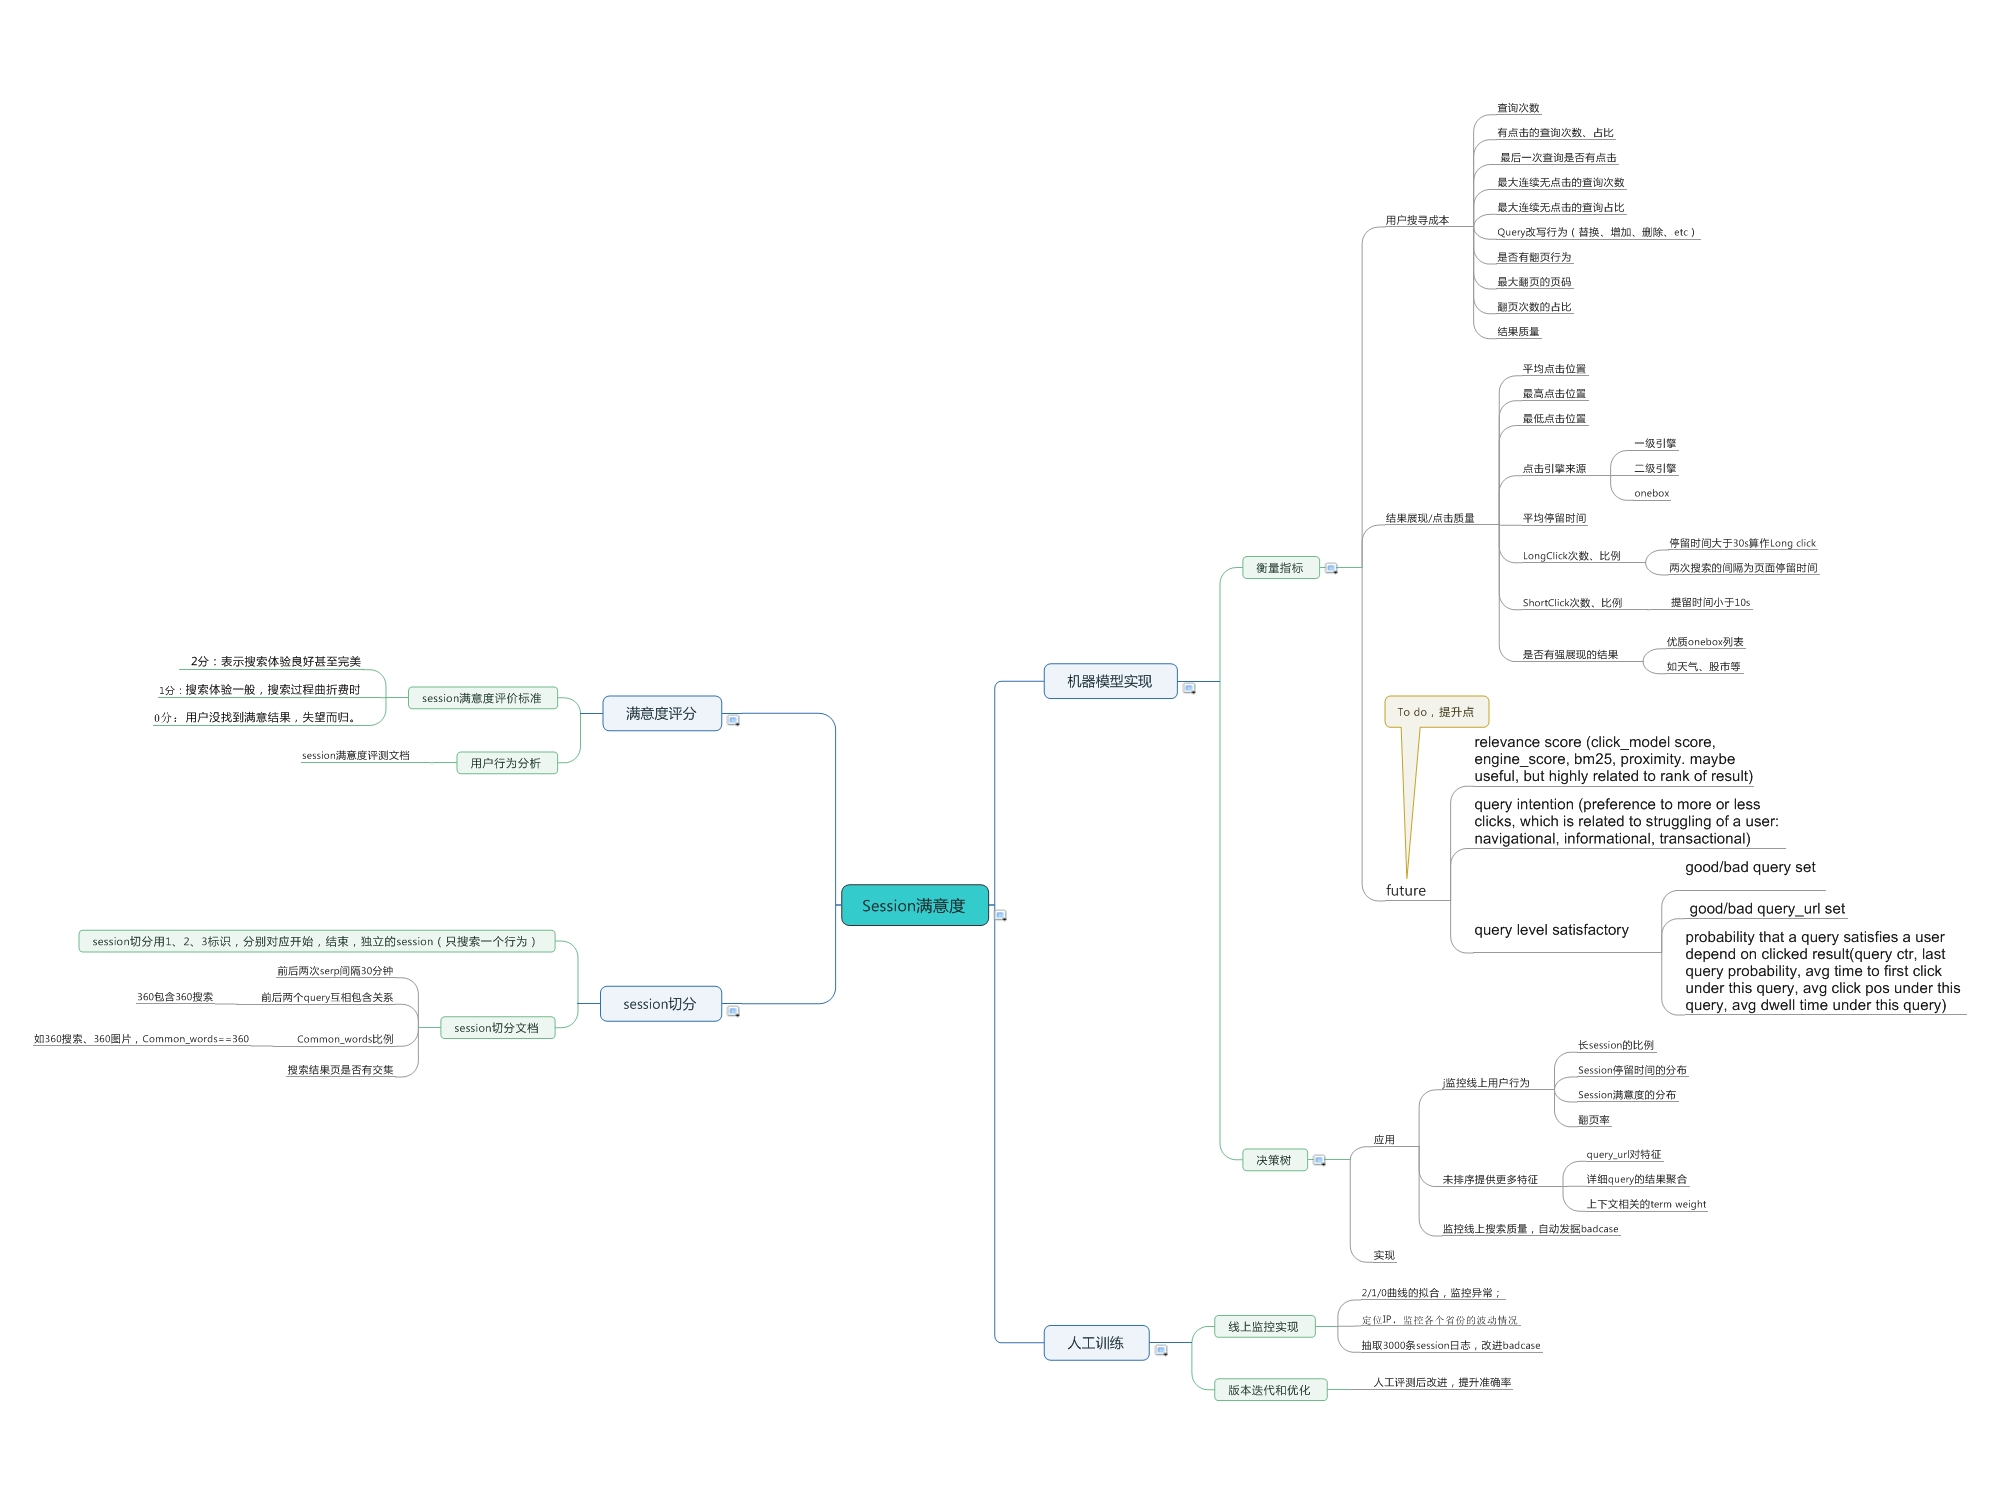 Session满意度
满意度评分
session满意度评价标准
2分：表示搜索体验良好甚至完美
1分：搜索体验一般，搜索过程曲折费时
0分：用户没找到满意结果，失望而归。
用户行为分析
session满意度评测文档
session切分
session切分用1、2、3标识，分别对应开始，结束，独立的session（只搜索一个行为）
session切分文档
前后两次serp间隔30分钟
前后两个query互相包含关系
360包含360搜索
Common_words比例
如360搜索、360图片，Common_words==360
搜索结果页是否有交集
机器模型实现
衡量指标
用户搜寻成本
查询次数
有点击的查询次数、占比
最后一次查询是否有点击
最大连续无点击的查询次数
最大连续无点击的查询占比
Query改写行为（替换、增加、删除、etc）
是否有翻页行为
最大翻页的页码
翻页次数的占比
结果质量
结果展现/点击质量
平均点击位置
最高点击位置
最低点击位置
点击引擎来源
一级引擎
二级引擎
onebox
平均停留时间
LongClick次数、比例
停留时间大于30s算作Long click
两次搜索的间隔为页面停留时间
ShortClick次数、比例
提留时间小于10s
是否有强展现的结果
优质onebox列表
如天气、股市等
To do，提升点
future
relevance score (click_model score,
engine_score, bm25, proximity. maybe
useful, but highly related to rank of result)
query intention (preference to more or less
clicks, which is related to struggling of a user:
navigational, informational, transactional)
query level satisfactory
good/bad query set
good/bad query_url set
probability that a query satisfies a user
depend on clicked result(query ctr, last
query probability, avg time to first click
under this query, avg click pos under this
query, avg dwell time under this query)
决策树
应用
j监控线上用户行为
长session的比例
Session停留时间的分布
Session满意度的分布
翻页率
未排序提供更多特征
query_url对特征
详细query的结果聚合
上下文相关的term weight
监控线上搜索质量，自动发掘badcase
实现
人工训练
线上监控实现
2/1/0曲线的拟合，监控异常；
定位IP，监控各个省份的波动情况
抽取3000条session日志，改进badcase
版本迭代和优化
人工评测后改进，提升准确率